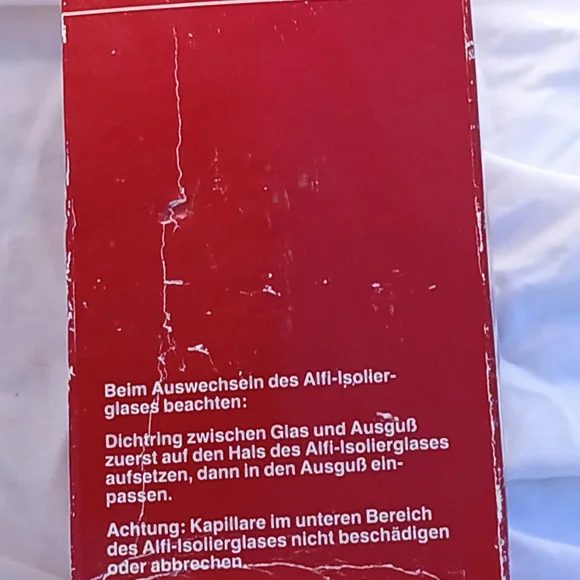 Beim Auswechseln des Alfi-Isolier-
glases beachten:
Dichtring zwischen Glas und Ausguß
zuerst auf den Hals des Alfi-Isolierglases
aufsetzen, dann in den Ausguß ein-
passen.
Achtung: Kapillare im unteren Bereich
des Alfi-Isolierglases nicht beschädigen
oder abbrechen.